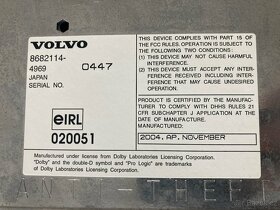 VOLVO
8682114-
4969
0447
JAPAN
SERIAL NO.
eIRL
020051
THIS DEVICE COMPLIES WITH PART 15 OF
THE FCC RULES. OPERATION IS SUBJECT TO
THE FOLLOWING TWO CONDITIONS:
(1) THIS DEVICE MAY NOT CAUSE HARMFUL
INTERFERENCE, AND
(2) THIS DEVICE MUST ACCEPT ANY INTER-
FERENCE RECEIVED, INCLUDING
INTERFERENCE THAT MAY CAUSE
UNDESIRED OPERATION.
PRODUCT IS CERTIFIED BY THE MANUFAC-
TURER TO COMPLY WITH DHHS RULES 21
CFR SUBCHAPTER J APPLICATION AT THE
DATE OF MANUFACTURE.
2004.AP.NOVEMBER
Manufactured under license from Dolby Laboratories Licensing Corporation.
"Dolby" and the double-D symbol and "Pro Logic" are trademarks
of Dolby Laboratories Licensing Corporation.